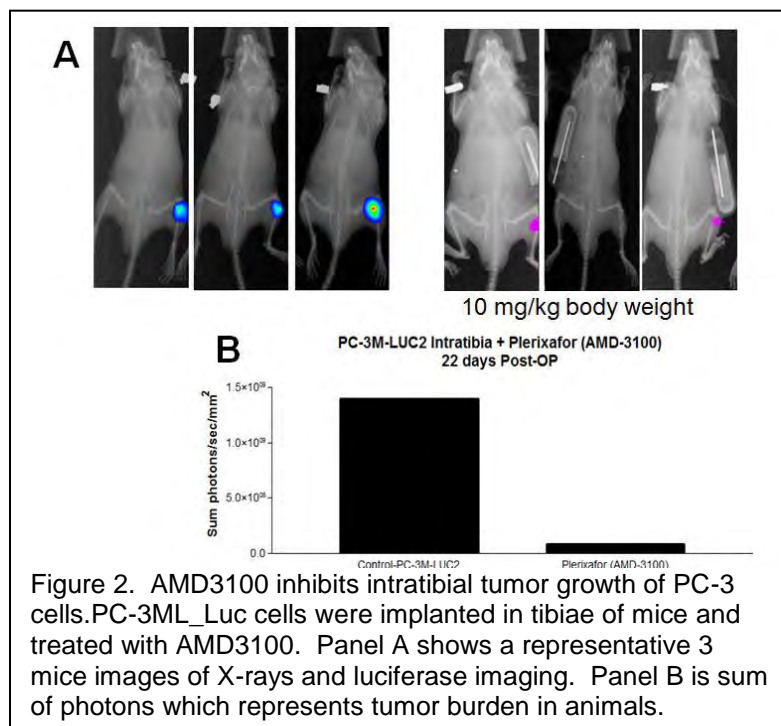 A
10 mg/kg body weight
B
PC-3M-LUC2 Intratibia + Plerixafor (AMD-3100)
22 days Post-OP
Sum photons/sec/mm²
1.5×10⁰⁹
1.0×10⁰⁹
5.0×10⁰⁸
0.0
Control-PC-3M-LUC2
Plerixafor (AMD-3100)
Figure 2. AMD3100 inhibits intratibial tumor growth of PC-3
cells.PC-3ML_Luc cells were implanted in tibiae of mice and
treated with AMD3100. Panel A shows a representative 3
mice images of X-rays and luciferase imaging. Panel B is sum
of photons which represents tumor burden in animals.